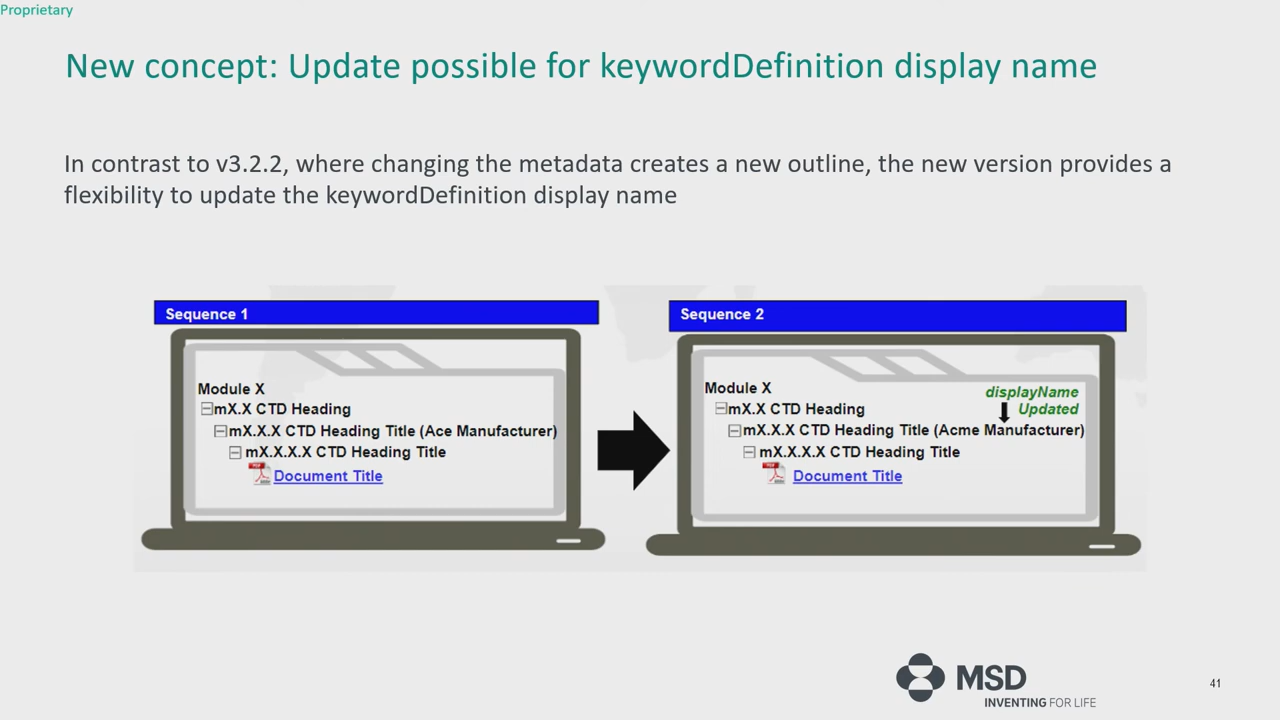 Proprietary
New concept: Update possible for keywordDefinition display name
In contrast to v3.2.2, where changing the metadata creates a new outline, the new version provides a
flexibility to update the keywordDefinition display name
Sequence 1
Module X
mX.X CTD Heading
mX.X.X CTD Heading Title (Ace Manufacturer)
mX.X.X.X CTD Heading Title
Document Title
Sequence 2
Module X
displayName
Updated
mX.X CTD Heading
mX.X.X CTD Heading Title (Acme Manufacturer)
mX.X.X.X CTD Heading Title
Document Title
MSD
INVENTING FOR LIFE
41